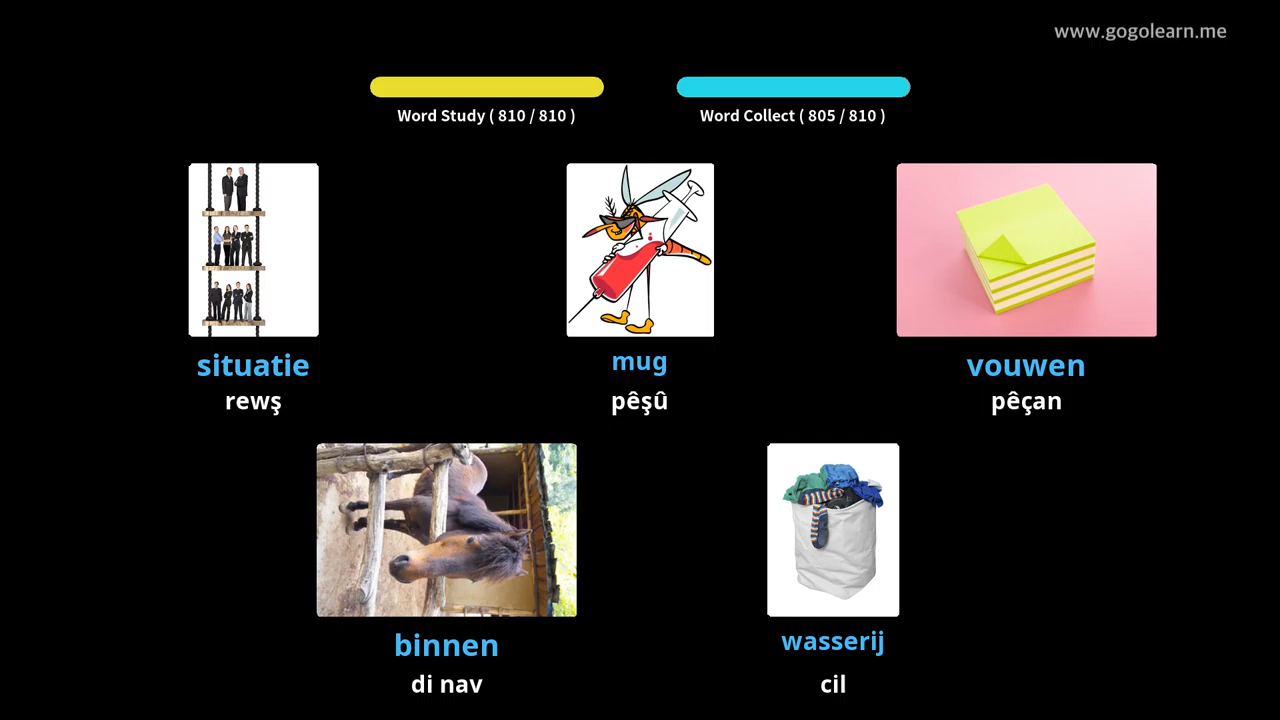 www.gogolearn.me
Word Study ( 810 / 810 )
Word Collect ( 805 / 810 )
situatie
rewş
mug
pêşû
vouwen
pêçan
binnen
di nav
wasserij
cil